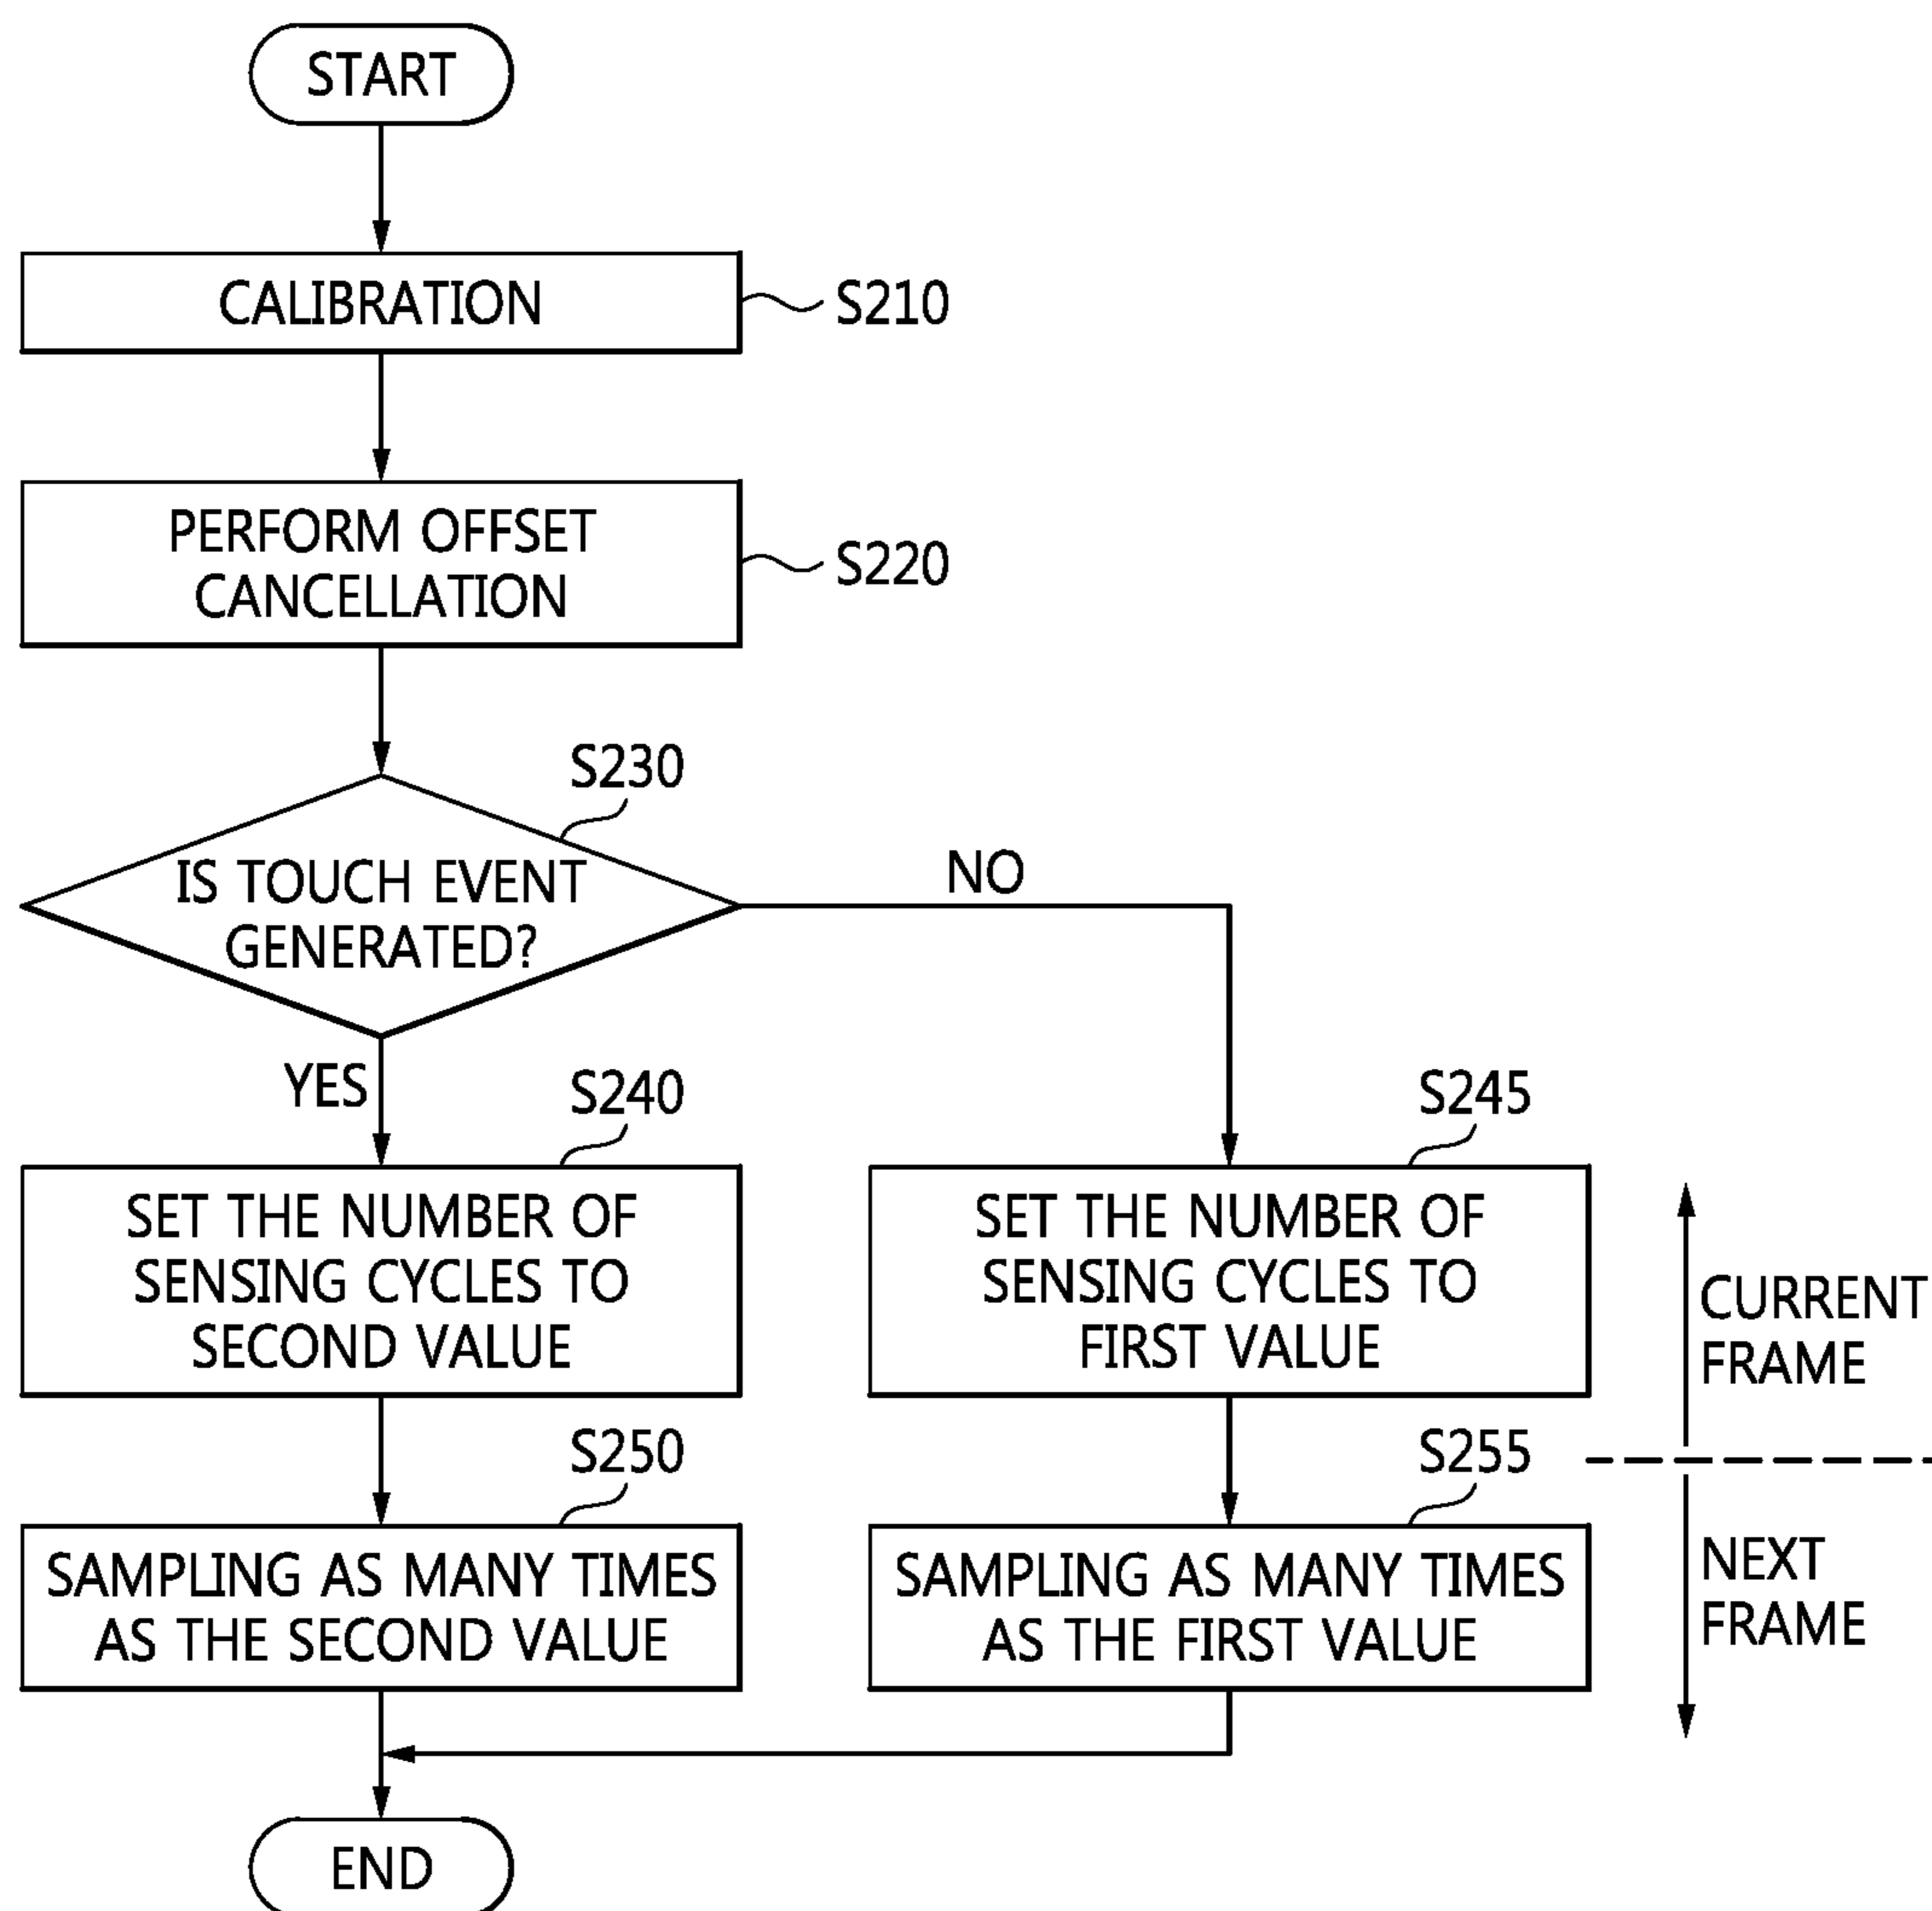 START
CALIBRATION
S210
PERFORM OFFSET
CANCELLATION
S220
S230
IS TOUCH EVENT
GENERATED?
NO
YES
S240
SET THE NUMBER OF
SENSING CYCLES TO
SECOND VALUE
S245
SET THE NUMBER OF
SENSING CYCLES TO
FIRST VALUE
CURRENT
FRAME
S250
SAMPLING AS MANY TIMES
AS THE SECOND VALUE
S255
SAMPLING AS MANY TIMES
AS THE FIRST VALUE
NEXT
FRAME
END